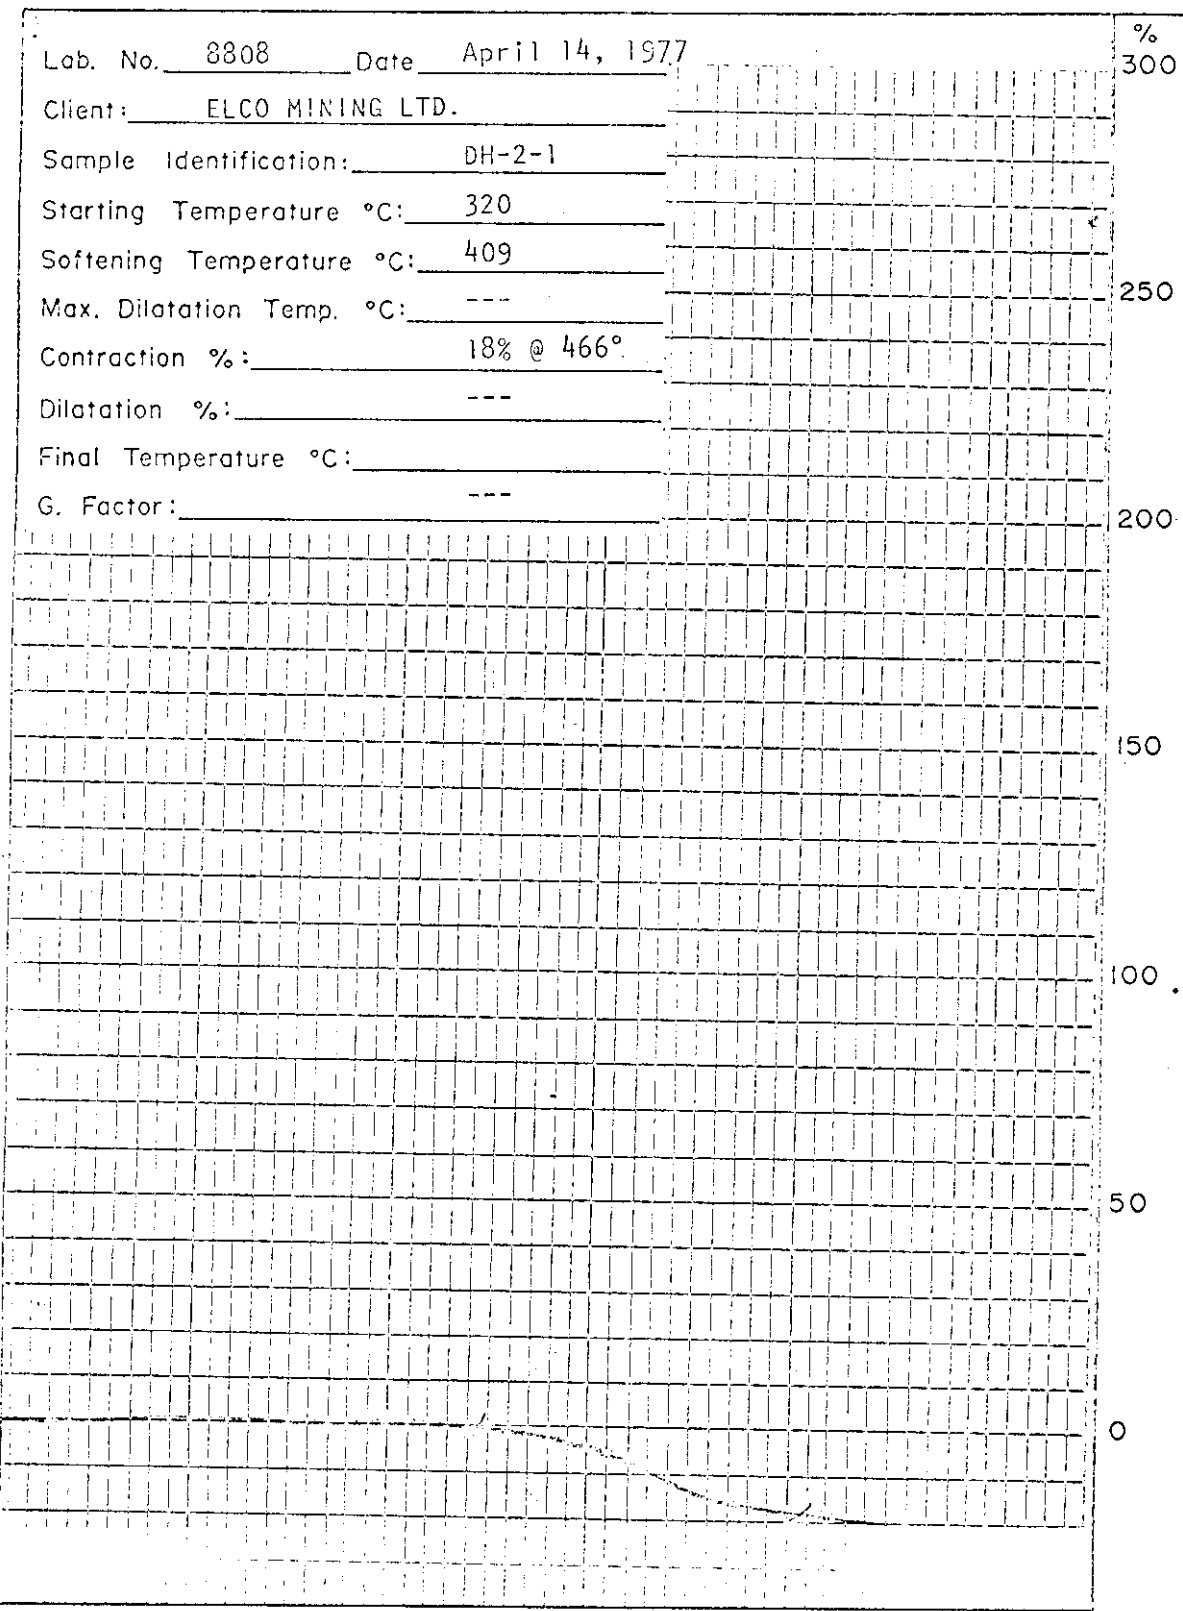 Lab. No. 8808 Date April 14, 1977
Client: ELCO MINING LTD.
Sample Identification: DH-2-1
Starting Temperature °C: 320
Softening Temperature °C: 409
Max. Dilatation Temp. °C: ---
Contraction %: 18% @ 466°
Dilatation %: ---
Final Temperature °C:
G. Factor: ---
%
300
250
200
150
100
50
0